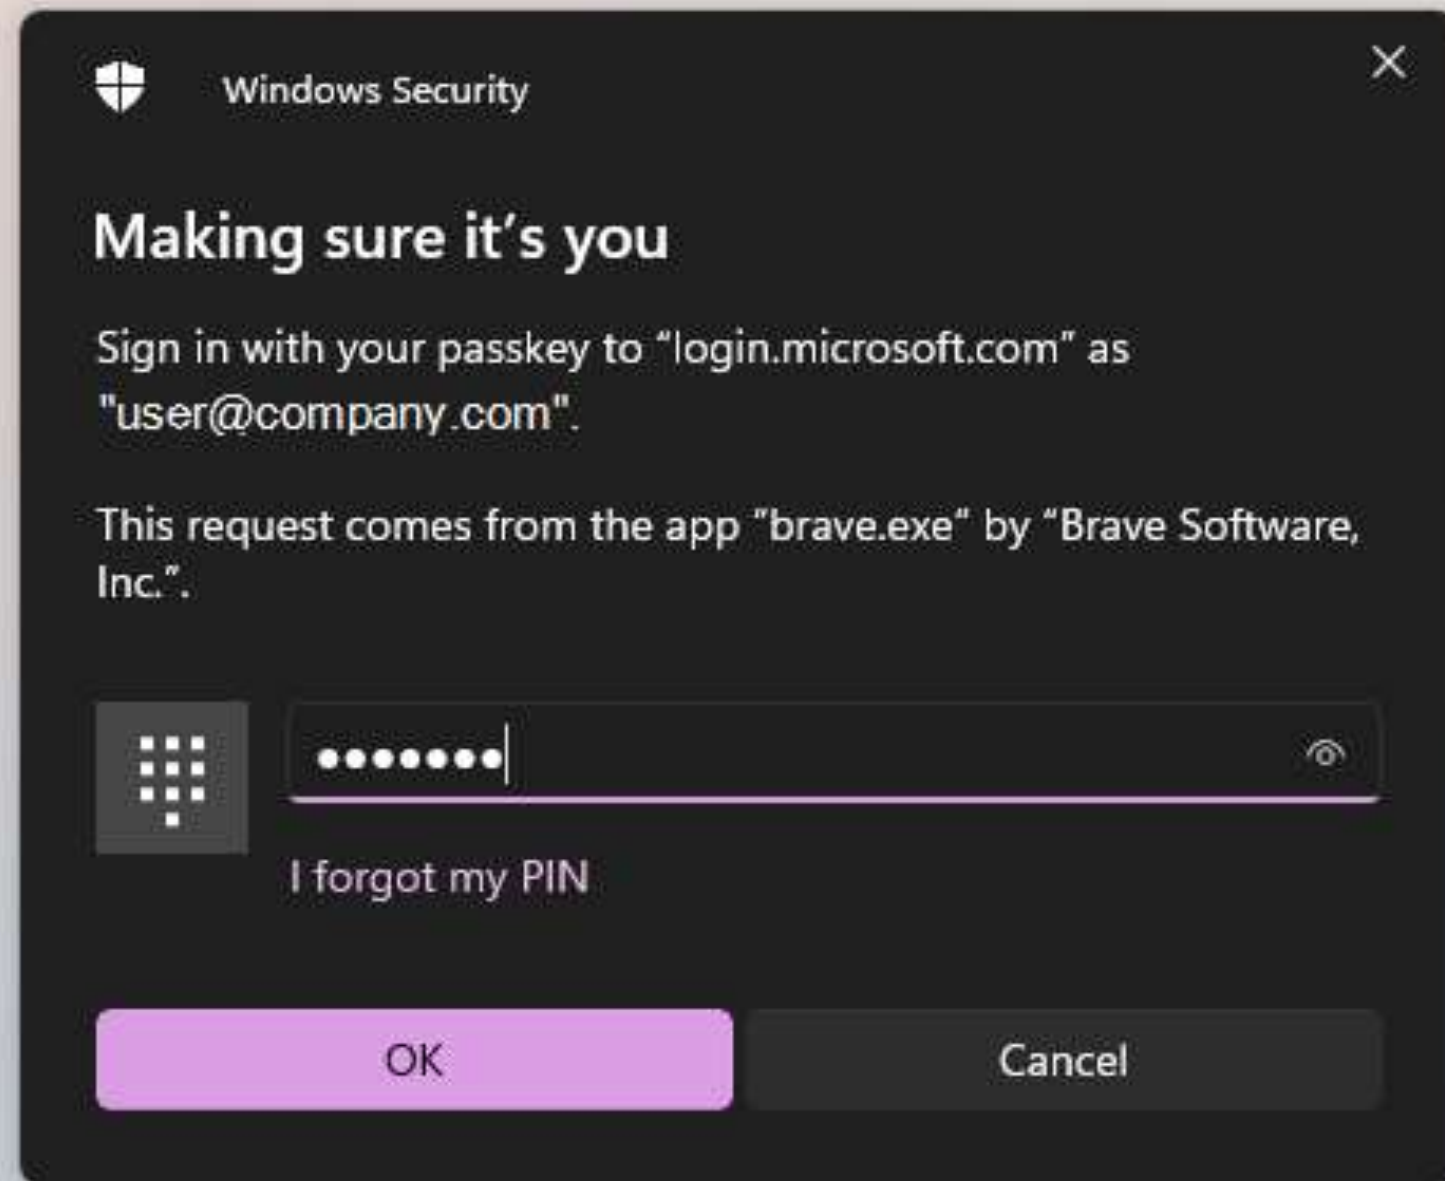 Windows Security
Making sure it’s you
Sign in with your passkey to “login.microsoft.com” as
"user@company.com".
This request comes from the app “brave.exe“ by “Brave Software,
Inc.”.
•••••••
I forgot my PIN
OK
Cancel